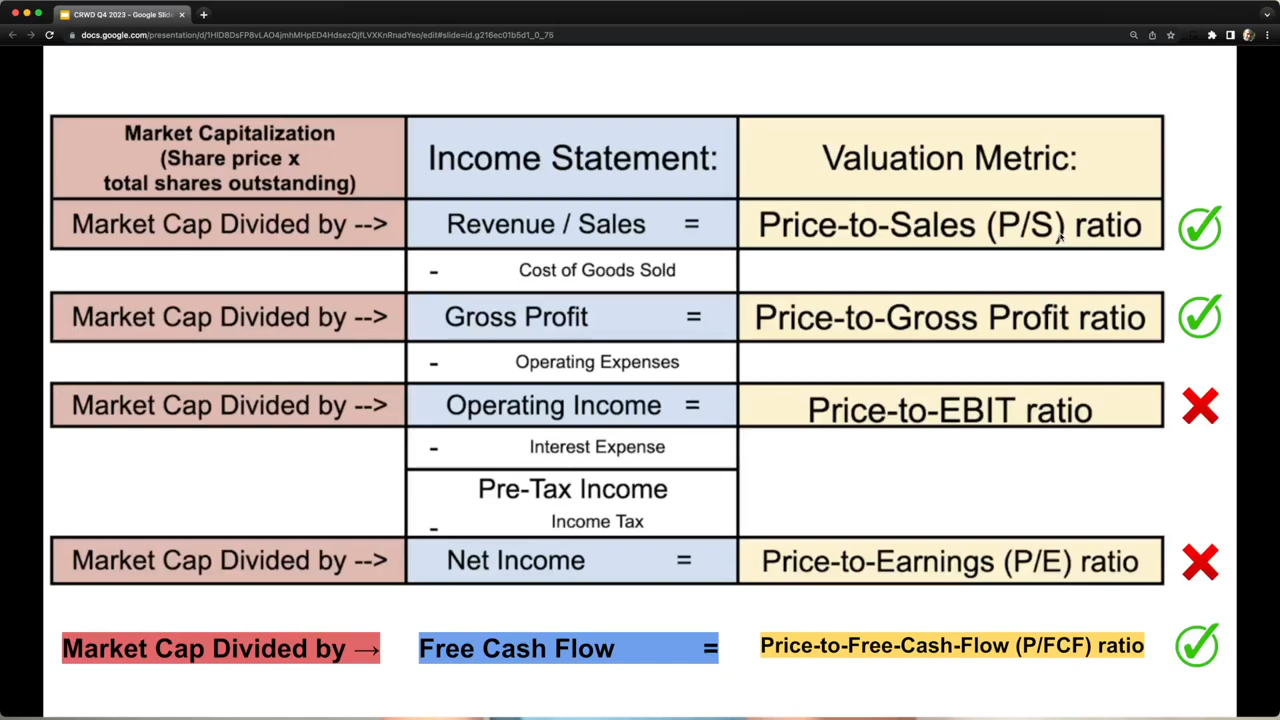 CRWD Q4 2023 - Google Slid
docs.google.com/presentation/d/1HlD8DsFP8vLAO4jmhMHpED4HdsezQjfLVXKnRnadYeo/edit#slide=id.g216ec01b5d1_0_75
Market Capitalization
(Share price x
total shares outstanding)
Income Statement:
Valuation Metric:
Market Cap Divided by --> Revenue / Sales = Price-to-Sales (P/S) ratio
- Cost of Goods Sold
Market Cap Divided by --> Gross Profit = Price-to-Gross Profit ratio
- Operating Expenses
Market Cap Divided by --> Operating Income = Price-to-EBIT ratio
- Interest Expense
Pre-Tax Income
- Income Tax
Market Cap Divided by --> Net Income = Price-to-Earnings (P/E) ratio
Market Cap Divided by → Free Cash Flow = Price-to-Free-Cash-Flow (P/FCF) ratio